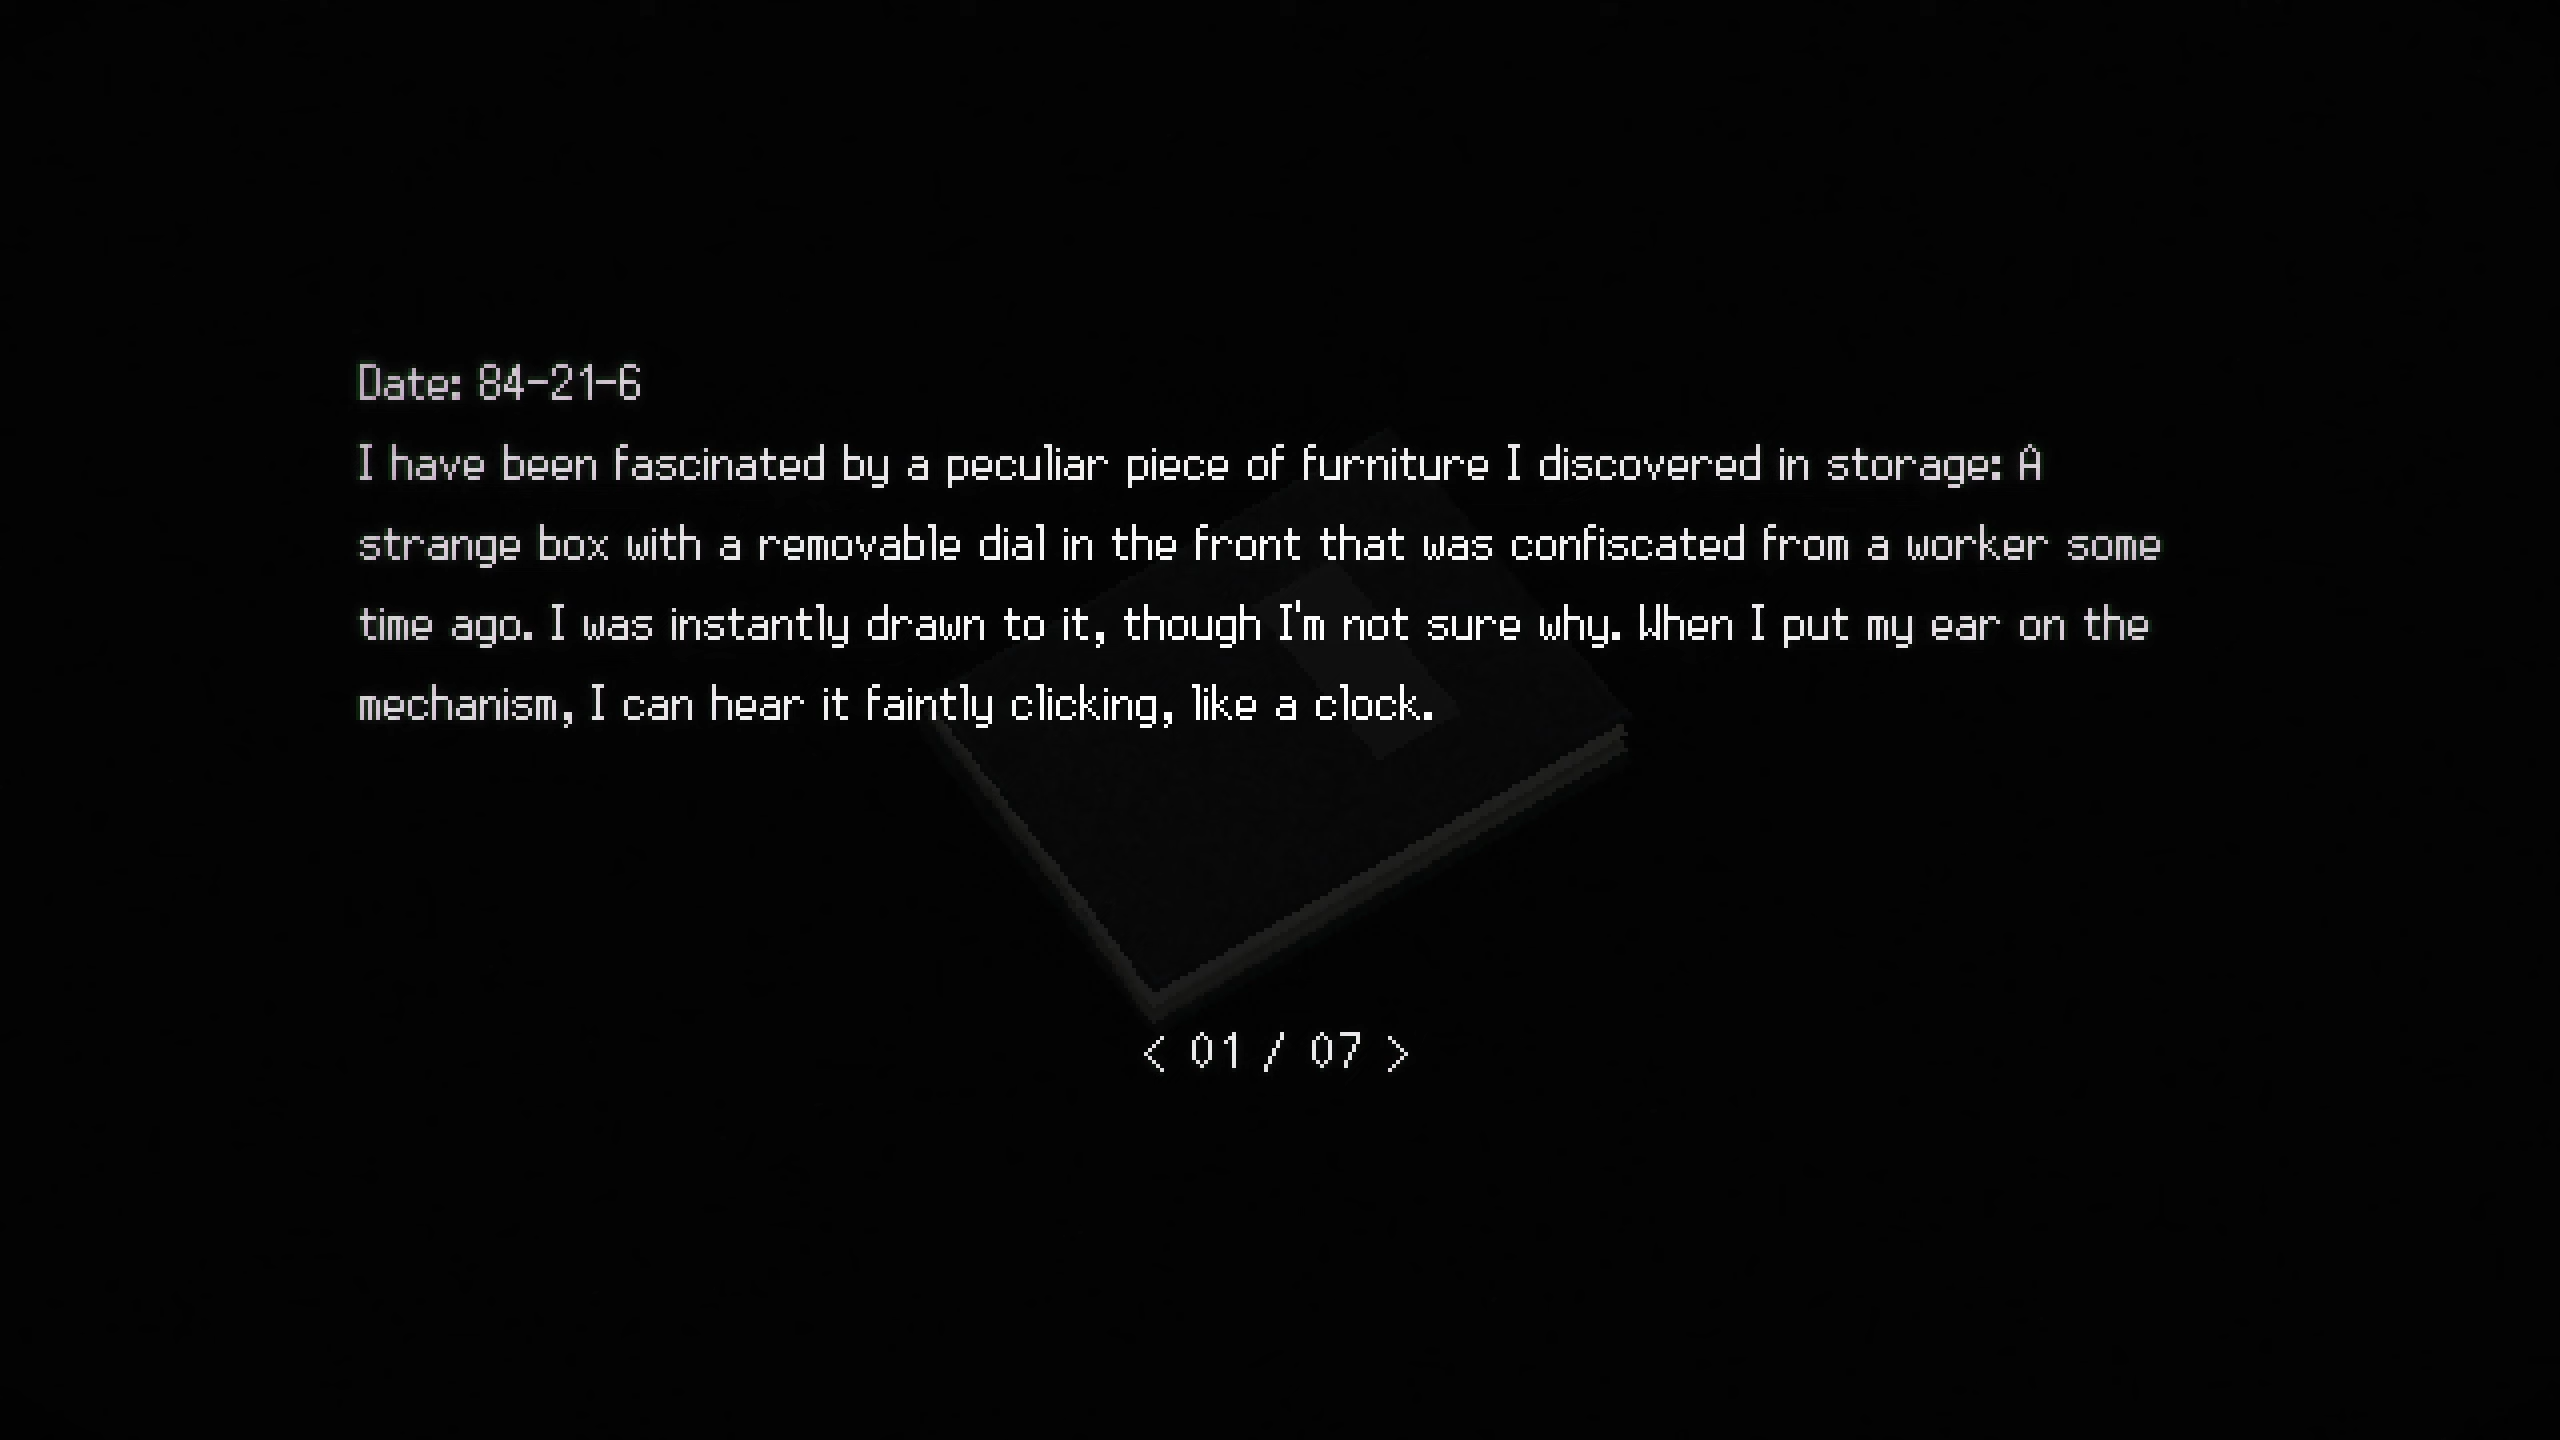 Date: 84-21-6
I have been fascinated by a peculiar piece of furniture I discovered in storage: A
strange box with a removable dial in the front that was confiscated from a worker some
time ago. I was instantly drawn to it, though I'm not sure why. When I put my ear on the
mechanism, I can hear it faintly clicking, like a clock.
< 01 / 07 >